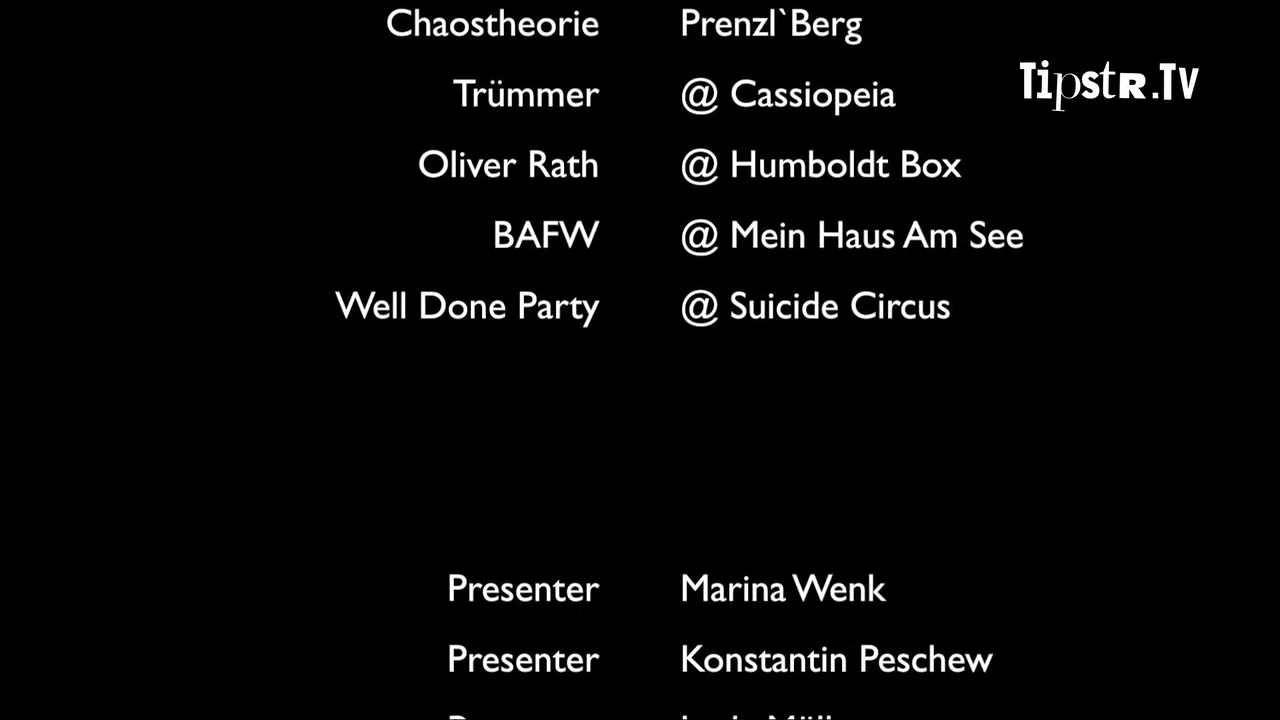 Chaostheorie Prenzl`Berg
Tipstr.Tv
Trümmer @ Cassiopeia
Oliver Rath @ Humboldt Box
BAFW @ Mein Haus Am See
Well Done Party @ Suicide Circus
Presenter Marina Wenk
Presenter Konstantin Peschew